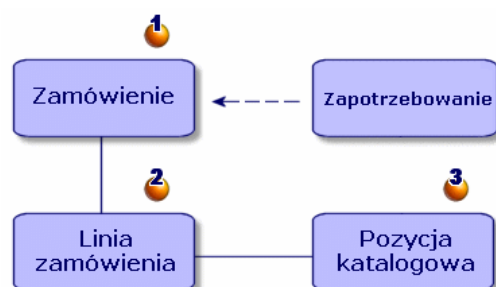 1
Zamówienie
Zapotrzebowanie
2
3
Linia
zamówienia
Pozycja
katalogowa